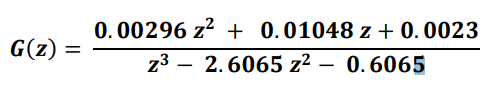 G(z) = 0.00296 z² + 0.01048 z + 0.0023
z³ − 2.6065 z² − 0.6065